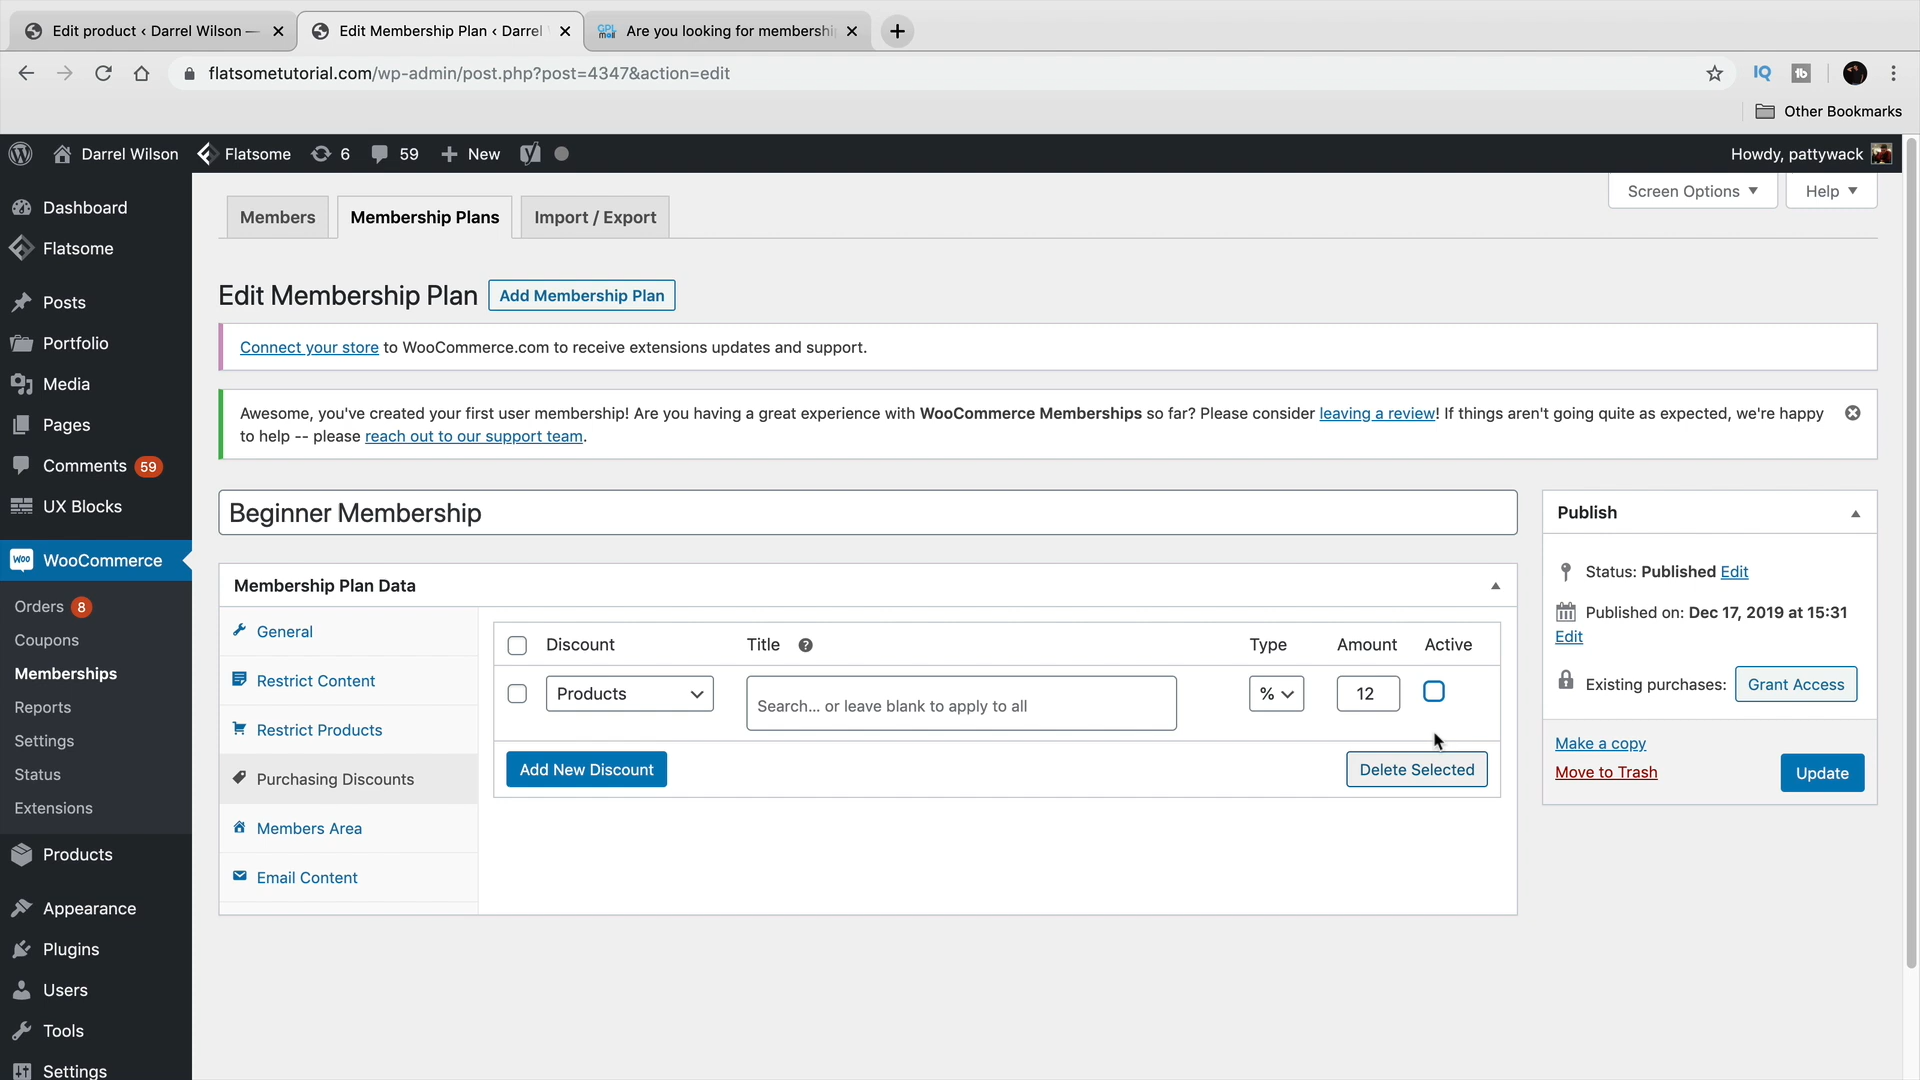 Edit product ‹ Darrel Wilson —
Edit Membership Plan ‹ Darrel
GPL mall
Are you looking for membershi
flatsometutorial.com/wp-admin/post.php?post=4347&action=edit
IQ
tb
Other Bookmarks
Darrel Wilson
Flatsome
6
59
New
Howdy, pattywack
Dashboard
Flatsome
Posts
Portfolio
Media
Pages
Comments 59
UX Blocks
Woo WooCommerce
Orders 8
Coupons
Memberships
Reports
Settings
Status
Extensions
Products
Appearance
Plugins
Users
Tools
Settings
Screen Options
Help
Members
Membership Plans
Import / Export
Edit Membership Plan
Add Membership Plan
Connect your store to WooCommerce.com to receive extensions updates and support.
Awesome, you've created your first user membership! Are you having a great experience with WooCommerce Memberships so far? Please consider leaving a review! If things aren't going quite as expected, we're happy
to help -- please reach out to our support team.
Beginner Membership
Membership Plan Data
General
Restrict Content
Restrict Products
Purchasing Discounts
Members Area
Email Content
Discount Title ? Type Amount Active
Products Search... or leave blank to apply to all % 12
Add New Discount
Delete Selected
Publish
Status: Published Edit
Published on: Dec 17, 2019 at 15:31
Edit
Existing purchases: Grant Access
Make a copy
Move to Trash
Update